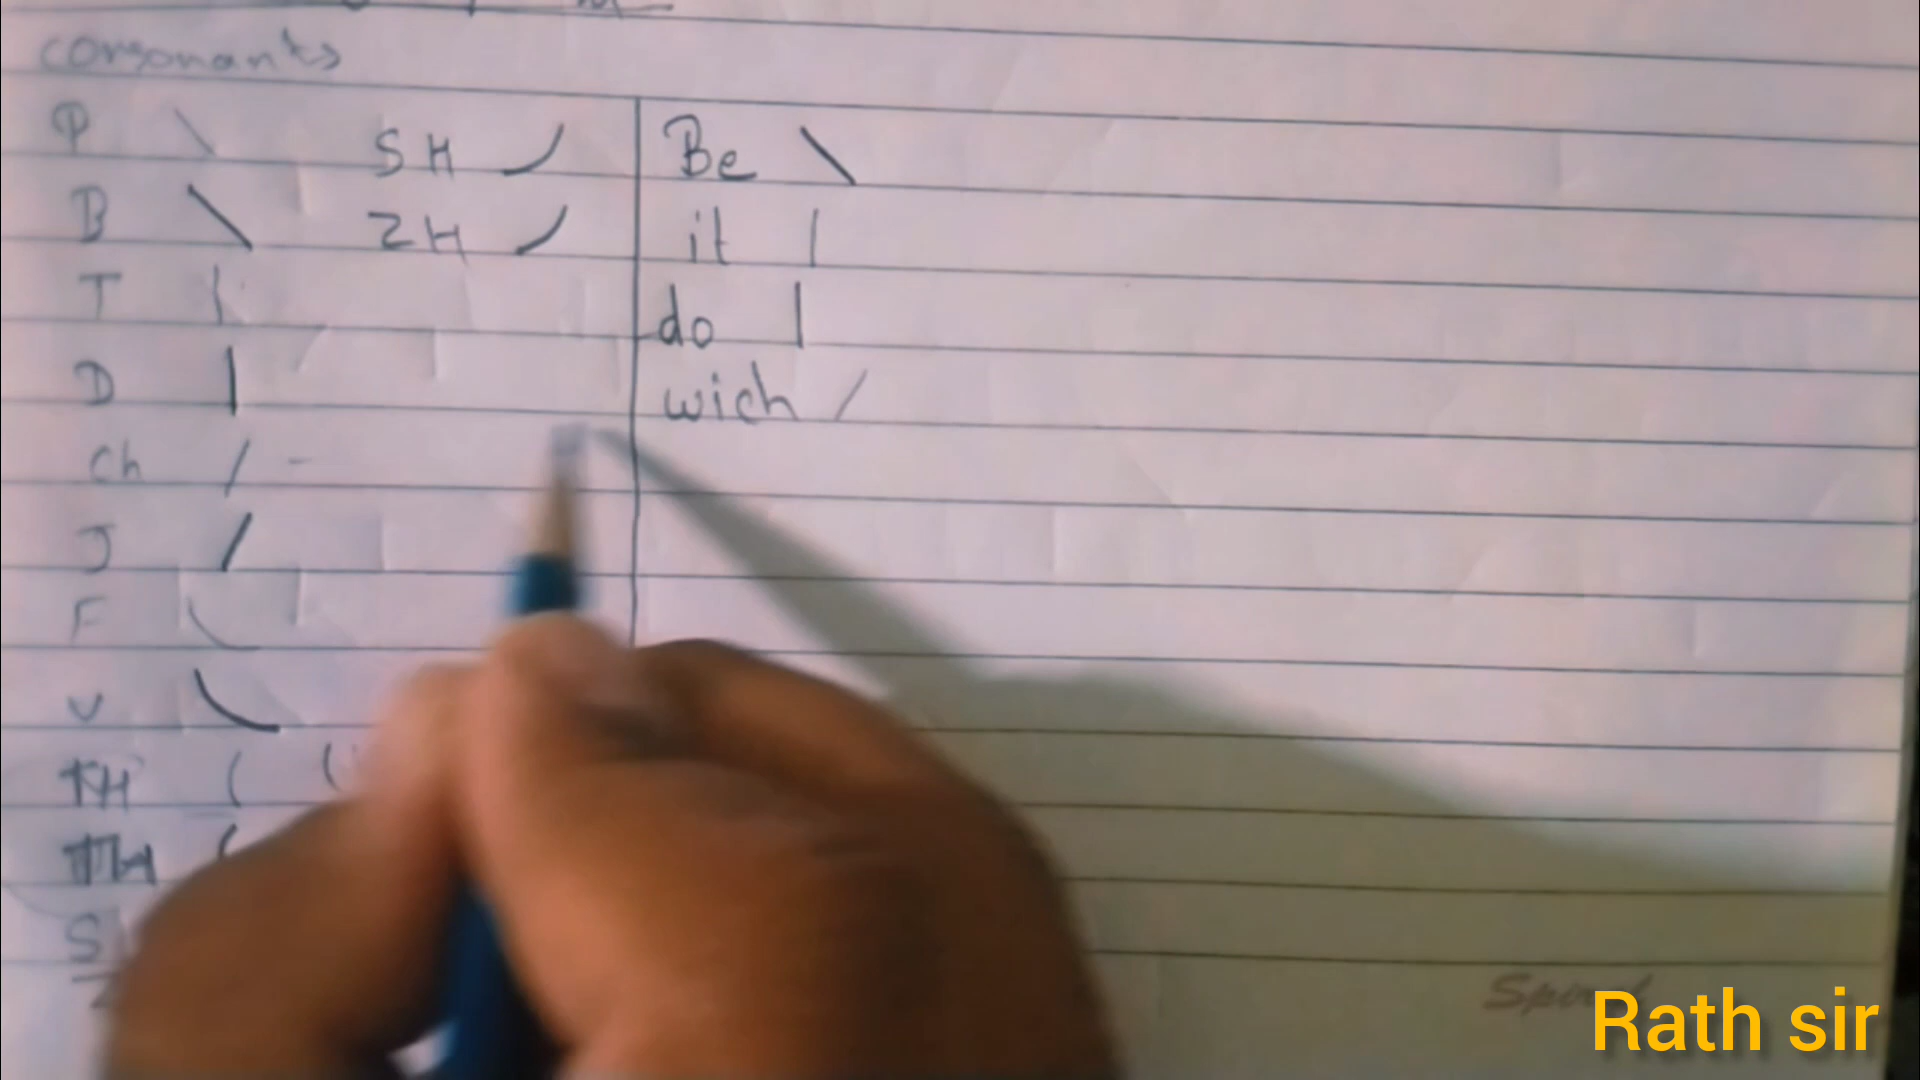 consonants
P \ SH ╯ Be \
B \ ZH ╯ it |
T | do |
D | wich /
Ch / -
J /
F
V
TH ( (
TH (
S
Rath sir